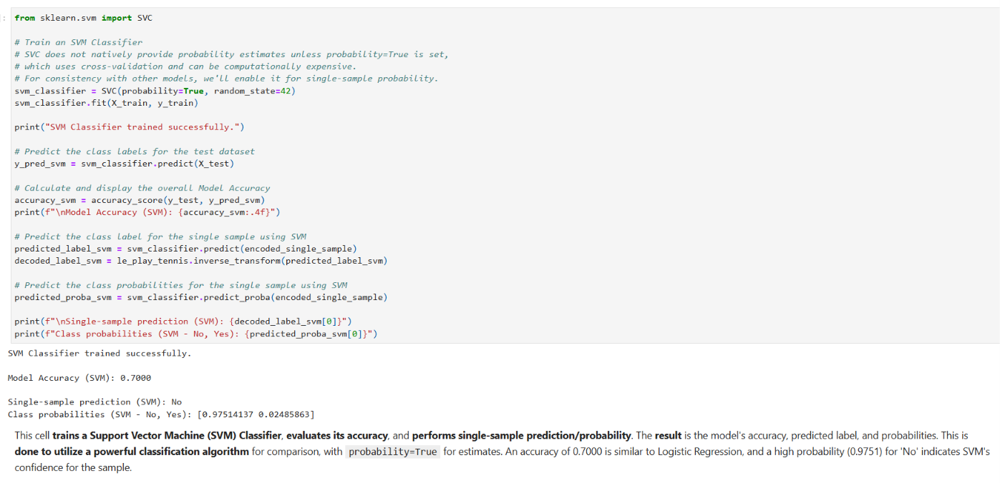 :
from sklearn.svm import SVC
# Train an SVM Classifier
# SVC does not natively provide probability estimates unless probability=True is set,
# which uses cross-validation and can be computationally expensive.
# For consistency with other models, we'll enable it for single-sample probability.
svm_classifier = SVC(probability=True, random_state=42)
svm_classifier.fit(X_train, y_train)
print("SVM Classifier trained successfully.")
# Predict the class labels for the test dataset
y_pred_svm = svm_classifier.predict(X_test)
# Calculate and display the overall Model Accuracy
accuracy_svm = accuracy_score(y_test, y_pred_svm)
print(f"\nModel Accuracy (SVM): {accuracy_svm:.4f}")
# Predict the class label for the single sample using SVM
predicted_label_svm = svm_classifier.predict(encoded_single_sample)
decoded_label_svm = le_play_tennis.inverse_transform(predicted_label_svm)
# Predict the class probabilities for the single sample using SVM
predicted_proba_svm = svm_classifier.predict_proba(encoded_single_sample)
print(f"\nSingle-sample prediction (SVM): {decoded_label_svm[0]}")
print(f"Class probabilities (SVM - No, Yes): {predicted_proba_svm[0]}")
SVM Classifier trained successfully.
Model Accuracy (SVM): 0.7000
Single-sample prediction (SVM): No
Class probabilities (SVM - No, Yes): [0.97514137 0.02485863]
This cell trains a Support Vector Machine (SVM) Classifier, evaluates its accuracy, and performs single-sample prediction/probability. The result is the model's accuracy, predicted label, and probabilities. This is
done to utilize a powerful classification algorithm for comparison, with probability=True for estimates. An accuracy of 0.7000 is similar to Logistic Regression, and a high probability (0.9751) for 'No' indicates SVM's
confidence for the sample.